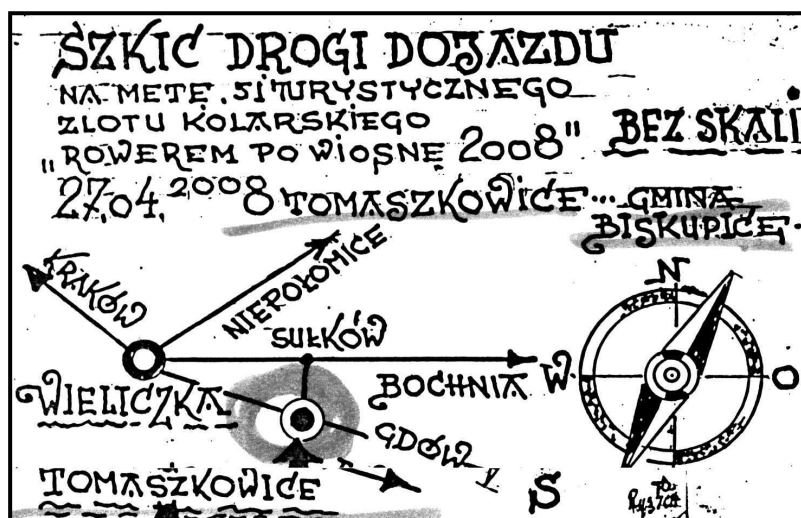 SZKIC DROGI DOJAZDU
NA METĘ 51 TURYSTYCZNEGO
ZLOTU KOLARSKIEGO
„ROWEREM PO WIOSNĘ 2008"
BEZ SKALI
27.04.2008 TOMASZKOWICE... GMINA
BISKUPICE
KRAKÓW
NIEPOŁOMICE
SUŁKÓW
BOCHNIA
WIELICZKA
GDÓW
TOMASZKOWICE
N
W
O
S